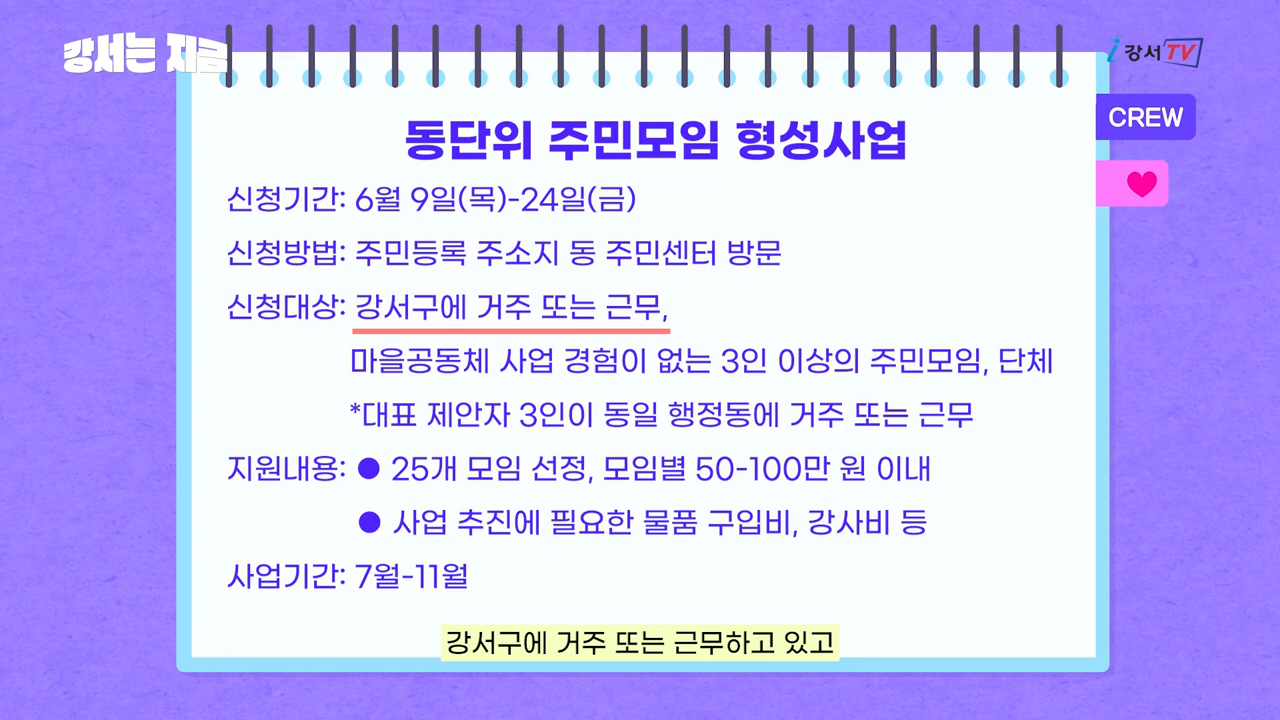 강서는 지금
i 강서 TV
CREW
동단위 주민모임 형성사업
신청기간: 6월 9일(목)-24일(금)
신청방법: 주민등록 주소지 동 주민센터 방문
신청대상: 강서구에 거주 또는 근무,
마을공동체 사업 경험이 없는 3인 이상의 주민모임, 단체
*대표 제안자 3인이 동일 행정동에 거주 또는 근무
지원내용: ● 25개 모임 선정, 모임별 50-100만 원 이내
● 사업 추진에 필요한 물품 구입비, 강사비 등
사업기간: 7월-11월
강서구에 거주 또는 근무하고 있고